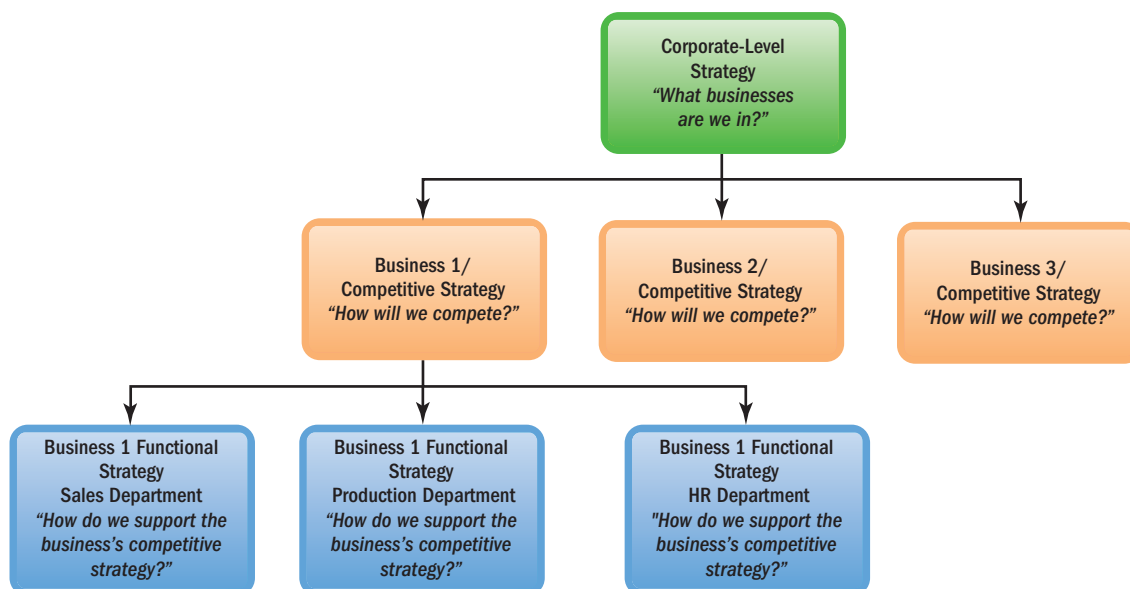 Corporate-Level
Strategy
“What businesses
are we in?”
Business 1/
Competitive Strategy
“How will we compete?”
Business 2/
Competitive Strategy
“How will we compete?”
Business 3/
Competitive Strategy
“How will we compete?”
Business 1 Functional
Strategy
Sales Department
“How do we support the
business’s competitive
strategy?”
Business 1 Functional
Strategy
Production Department
“How do we support the
business’s competitive
strategy?”
Business 1 Functional
Strategy
HR Department
"How do we support the
business’s competitive
strategy?”